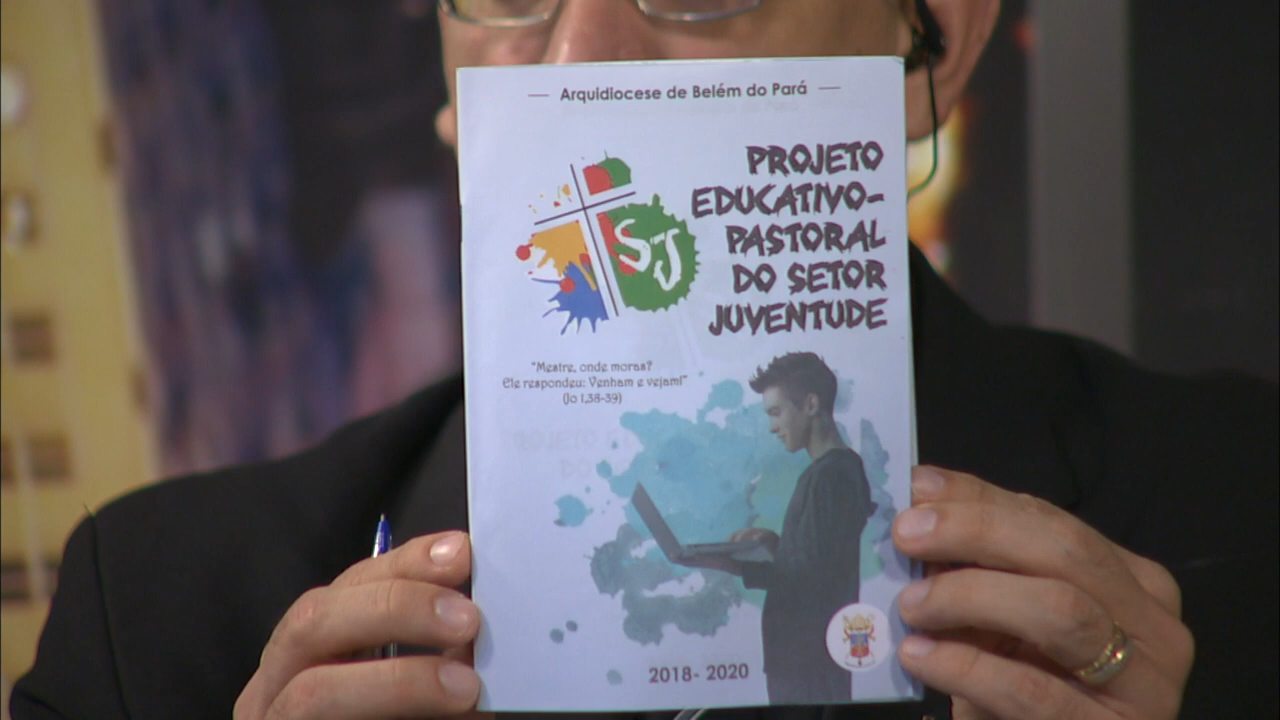 Arquidiocese de Belém do Pará
PROJETO
EDUCATIVO-
PASTORAL
DO SETOR
JUVENTUDE
SJ
"Mestre, onde moras?
Ele respondeu: Venham e vejam!"
(Jo 1,38-39)
2018- 2020